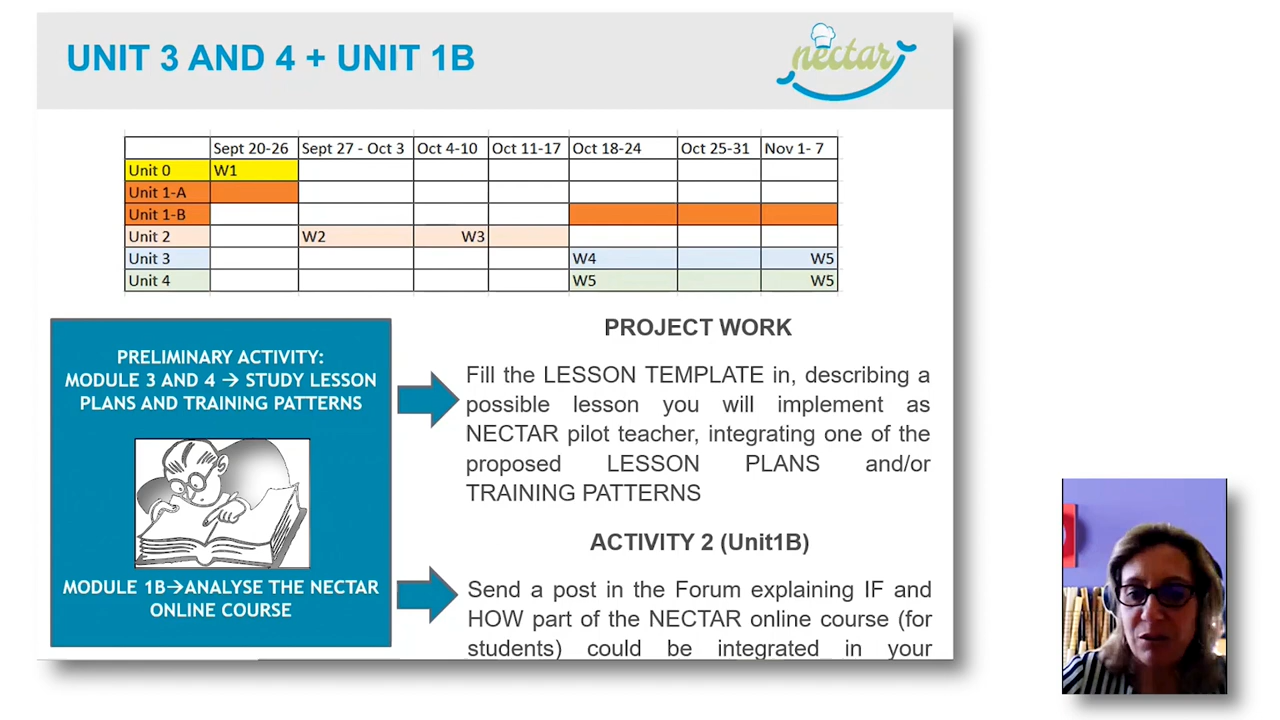 UNIT 3 AND 4 + UNIT 1B
nectar
Sept 20-26 Sept 27 - Oct 3 Oct 4-10 Oct 11-17 Oct 18-24 Oct 25-31 Nov 1- 7
Unit 0 W1
Unit 1-A
Unit 1-B
Unit 2 W2 W3
Unit 3 W4 W5
Unit 4 W5 W5
PRELIMINARY ACTIVITY:
MODULE 3 AND 4 → STUDY LESSON
PLANS AND TRAINING PATTERNS
MODULE 1B→ANALYSE THE NECTAR
ONLINE COURSE
PROJECT WORK
Fill the LESSON TEMPLATE in, describing a
possible lesson you will implement as
NECTAR pilot teacher, integrating one of the
proposed LESSON PLANS and/or
TRAINING PATTERNS
ACTIVITY 2 (Unit1B)
Send a post in the Forum explaining IF and
HOW part of the NECTAR online course (for
students) could be integrated in your